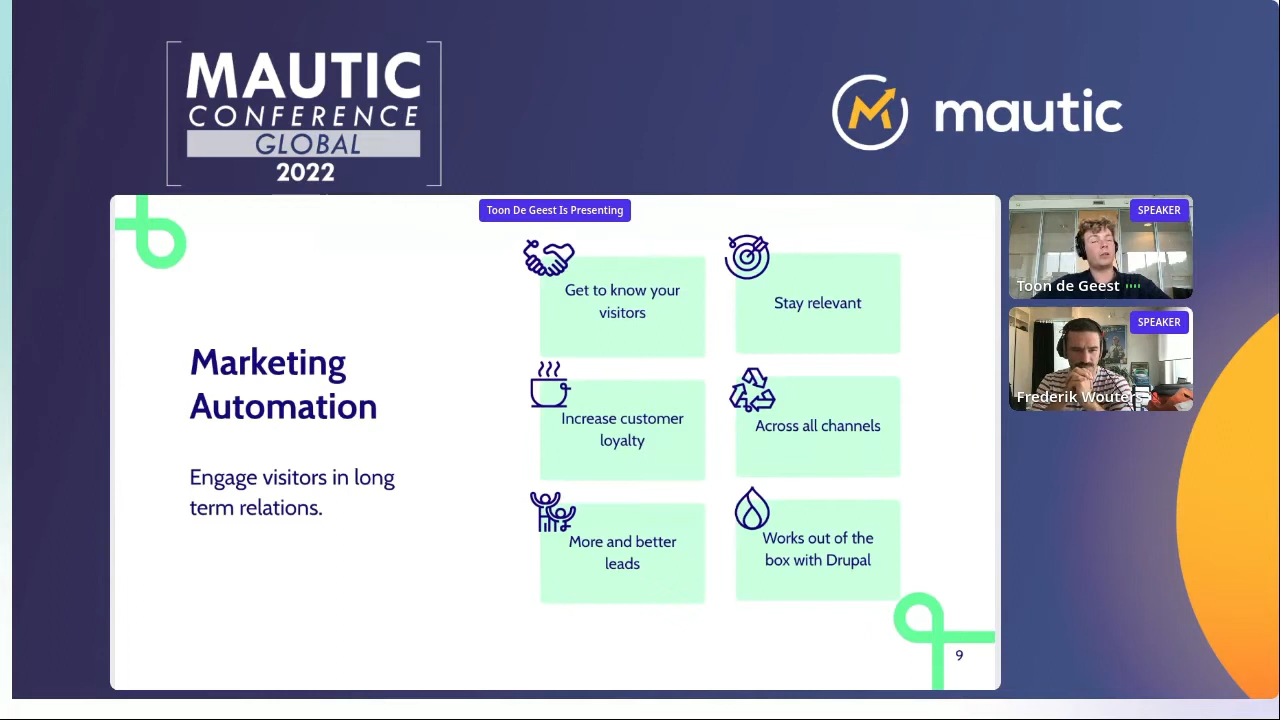 MAUTIC
CONFERENCE
GLOBAL
2022
mautic
Toon De Geest Is Presenting
Marketing
Automation
Engage visitors in long
term relations.
Get to know your
visitors
Stay relevant
Increase customer
loyalty
Across all channels
More and better
leads
Works out of the
box with Drupal
9
SPEAKER
Toon de Geest
SPEAKER
Frederik Wouters